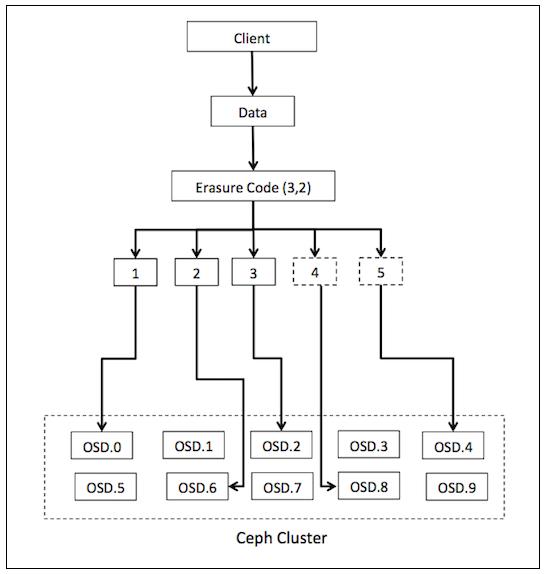 Client
Data
Erasure Code (3,2)
1 2 3 4 5
OSD.0 OSD.1 OSD.2 OSD.3 OSD.4
OSD.5 OSD.6 OSD.7 OSD.8 OSD.9
Ceph Cluster